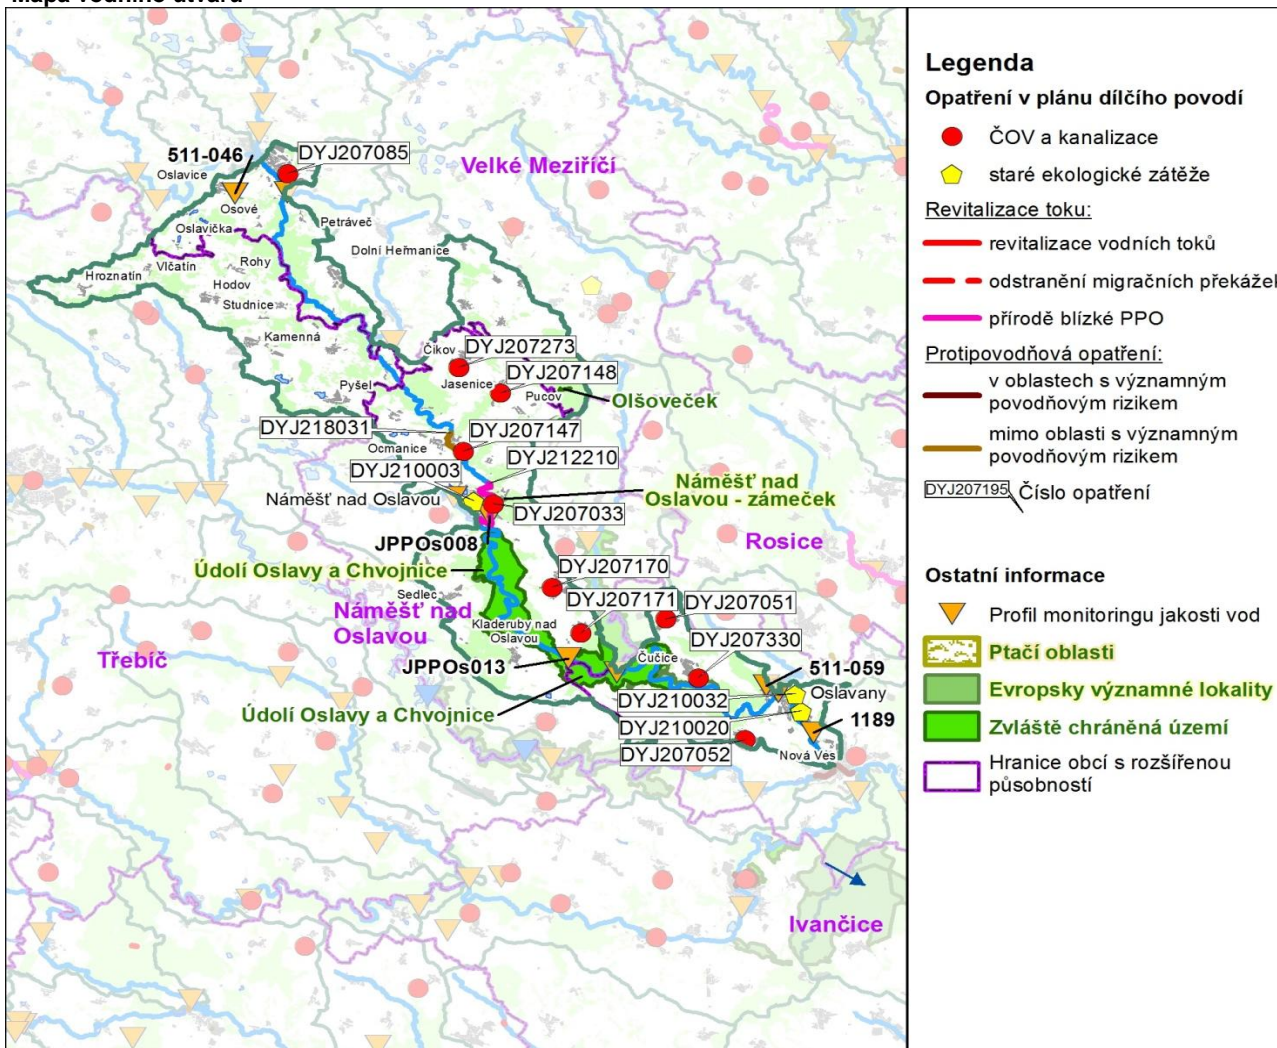 Mapa vodního útvaru
511-046
Oslavice
DYJ207085
Velké Meziříčí
Osové
Oslavička
Petráveč
Dolní Heřmanice
Hroznatín
Vlčatín
Rohy
Hodov
Studnice
Kamenná
Čikov
DYJ207273
Jasenice
DYJ207148
Pyšel
Pucov
Olšoveček
DYJ218031
DYJ207147
Ocmanice
DYJ210003
DYJ212210
Náměšť nad Oslavou
Náměšť nad
Oslavou - zámeček
DYJ207033
JPPOs008
Rosice
Údolí Oslavy a Chvojnice
DYJ207170
Sedlec
Náměšť nad
Oslavou
DYJ207171
DYJ207051
Kladeruby nad
Oslavou
DYJ207330
Třebíč
JPPOs013
Čučice
511-059
DYJ210032
Oslavany
Údolí Oslavy a Chvojnice
DYJ210020
1189
DYJ207052
Nová Ves
Ivančice
Legenda
Opatření v plánu dílčího povodí
ČOV a kanalizace
staré ekologické zátěže
Revitalizace toku:
revitalizace vodních toků
odstranění migračních překážek
přírodě blízké PPO
Protipovodňová opatření:
v oblastech s významným
povodňovým rizikem
mimo oblasti s významným
povodňovým rizikem
DYJ207195
Číslo opatření
Ostatní informace
Profil monitoringu jakosti vod
Ptačí oblasti
Evropsky významné lokality
Zvláště chráněná území
Hranice obcí s rozšířenou
působností